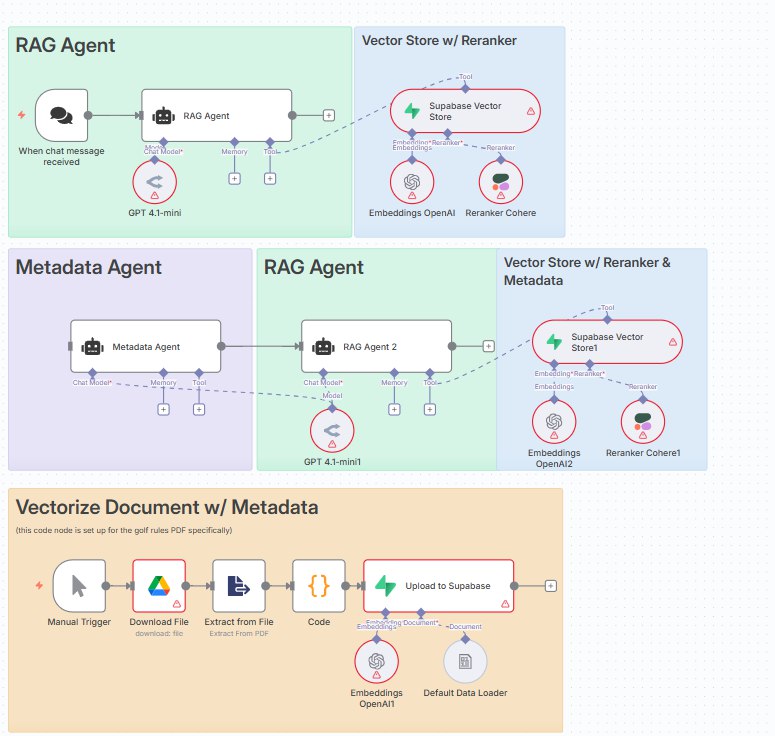 RAG Agent
Vector Store w/ Reranker
Tool
RAG Agent
Supabase Vector
Store
When chat message
received
Model
Chat Model*
Memory
Tool
Embedding*
Reranker*
Embeddings
Reranker
GPT 4.1-mini
Embeddings OpenAI
Reranker Cohere
Metadata Agent
RAG Agent
Vector Store w/ Reranker &
Metadata
Tool
Metadata Agent
RAG Agent 2
Supabase Vector
Store1
Chat Model*
Memory
Tool
Chat Model*
Memory
Tool
Model
Embedding*
Reranker*
Embeddings
Reranker
GPT 4.1-mini1
Embeddings
OpenAI2
Reranker Cohere1
Vectorize Document w/ Metadata
(this code node is set up for the golf rules PDF specifically)
Upload to Supabase
Manual Trigger
Download File
download: file
Extract from File
Extract From PDF
{}
Code
Embedding
Document*
Embeddings
Document
Embeddings
OpenAI1
Default Data Loader